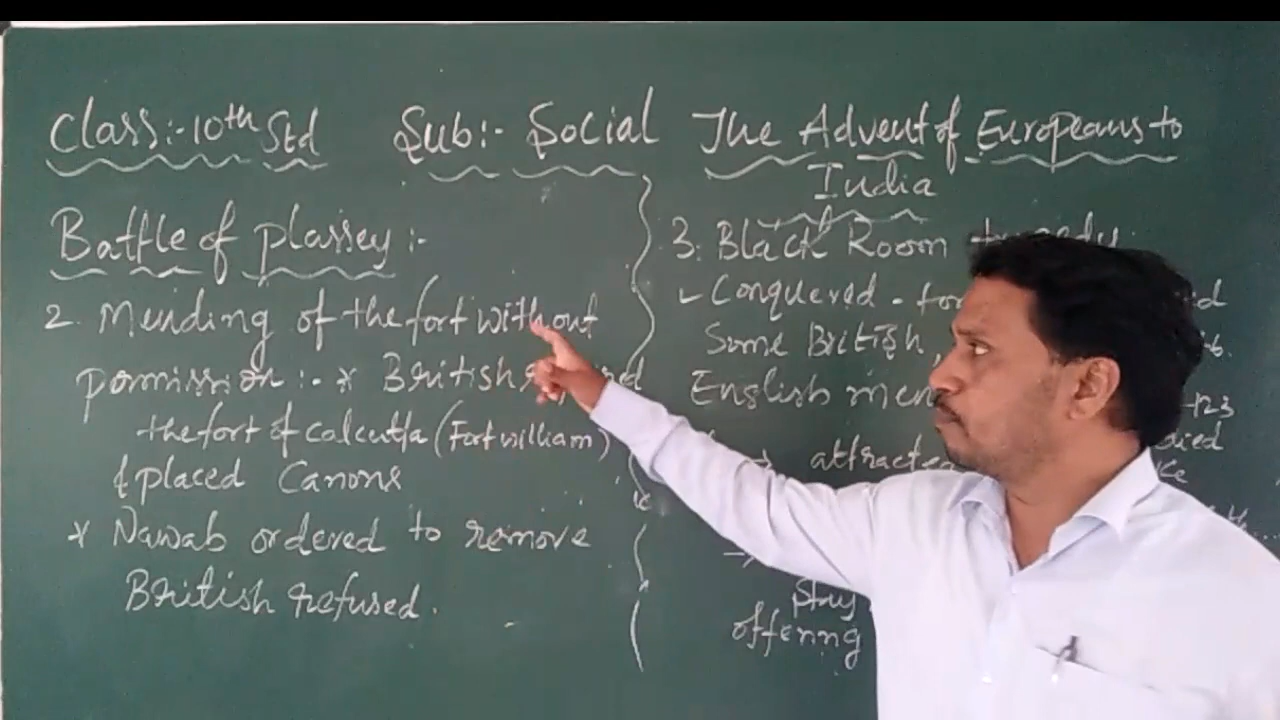 Class:- 10th Std
Sub:- Social
The Advent of Europeans to
India
Battle of plassey :-
2. Mending of the fort without
permission :- * British
the fort of calcutta (Fort william)
& placed Canons
* Nawab ordered to remove
British refused.
3. Black Room
Conquered - for
Some British,
English men
123
→ attracted
died
→
Stay
offering